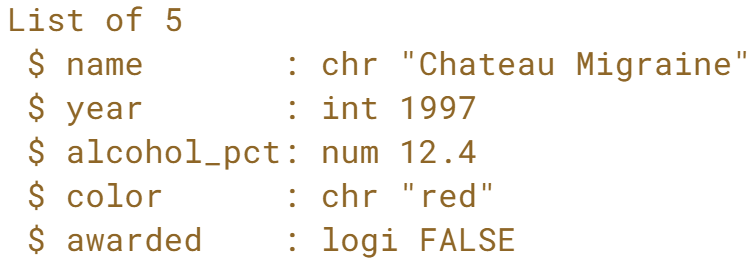 List of 5
 $ name       : chr "Chateau Migraine"
 $ year       : int 1997
 $ alcohol_pct: num 12.4
 $ color      : chr "red"
 $ awarded    : logi FALSE